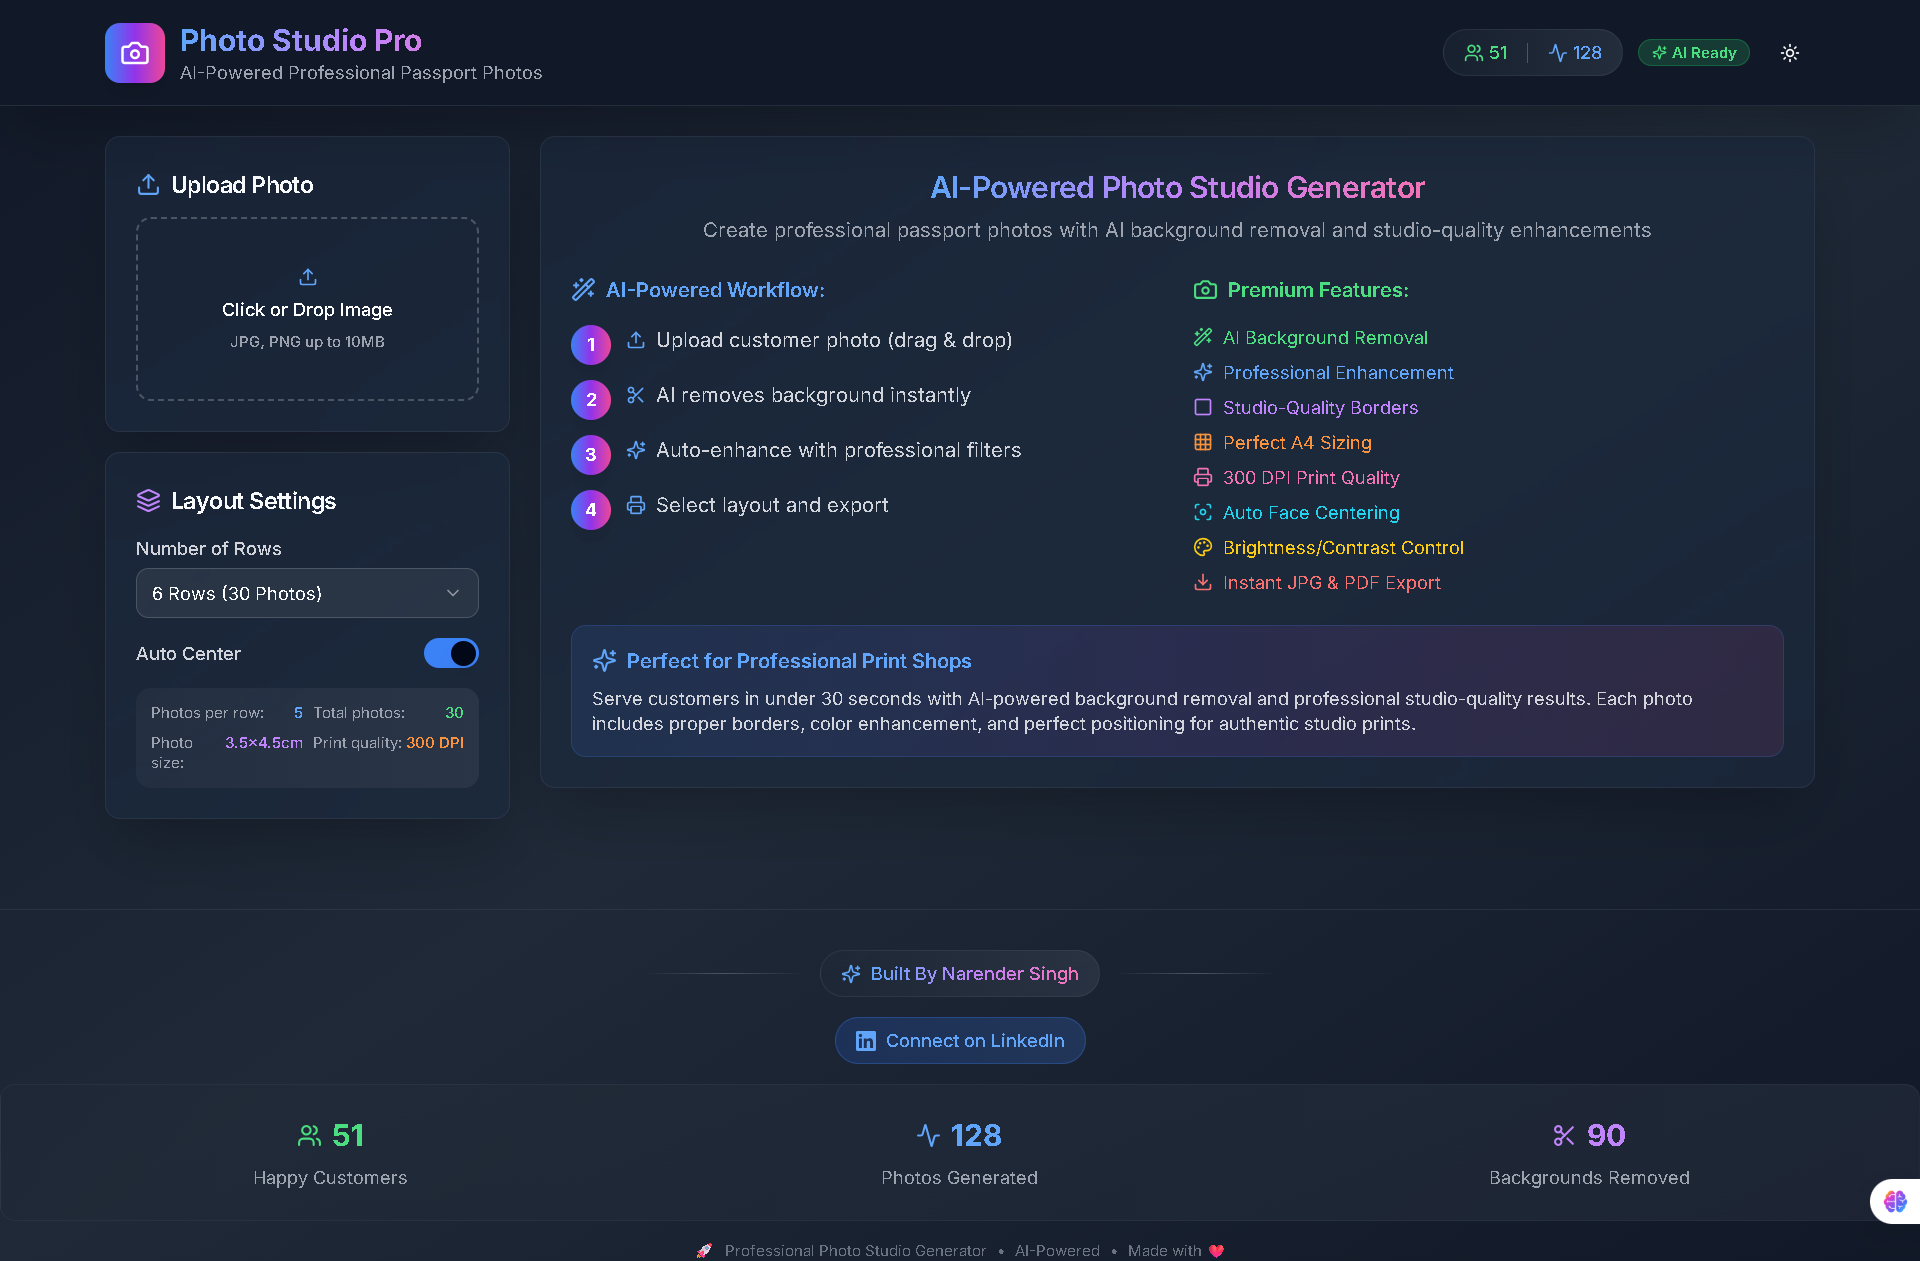 Photo Studio Pro
AI-Powered Professional Passport Photos
51
128
AI Ready
Upload Photo
Click or Drop Image
JPG, PNG up to 10MB
Layout Settings
Number of Rows
6 Rows (30 Photos)
Auto Center
Photos per row: 5 Total photos: 30
Photo size: 3.5×4.5cm Print quality: 300 DPI
AI-Powered Photo Studio Generator
Create professional passport photos with AI background removal and studio-quality enhancements
AI-Powered Workflow:
1 Upload customer photo (drag & drop)
2 AI removes background instantly
3 Auto-enhance with professional filters
4 Select layout and export
Premium Features:
AI Background Removal
Professional Enhancement
Studio-Quality Borders
Perfect A4 Sizing
300 DPI Print Quality
Auto Face Centering
Brightness/Contrast Control
Instant JPG & PDF Export
Perfect for Professional Print Shops
Serve customers in under 30 seconds with AI-powered background removal and professional studio-quality results. Each photo
includes proper borders, color enhancement, and perfect positioning for authentic studio prints.
Built By Narender Singh
Connect on LinkedIn
51
Happy Customers
128
Photos Generated
90
Backgrounds Removed
🚀 Professional Photo Studio Generator • AI-Powered • Made with ❤️